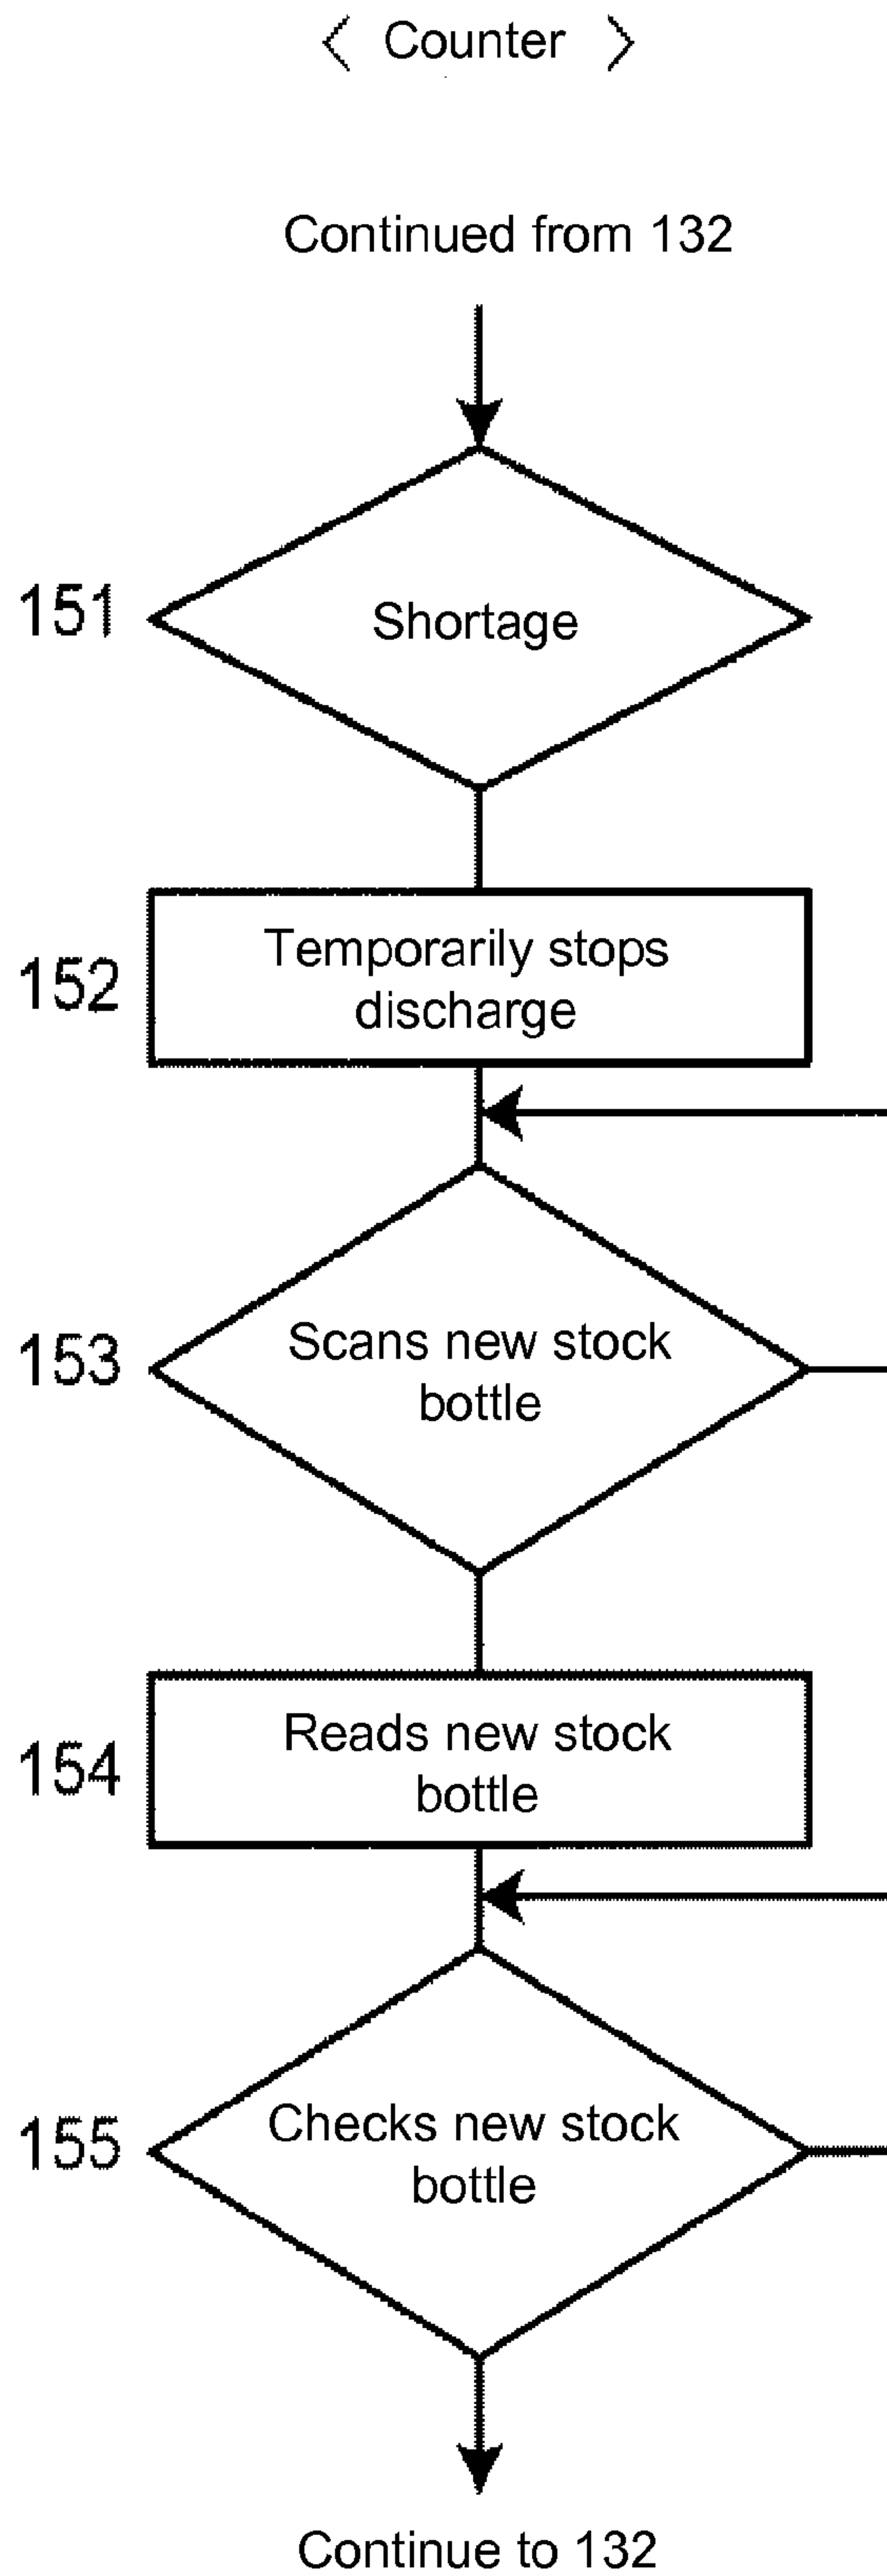 〈 Counter 〉
Continued from 132
151
Shortage
152
Temporarily stops
discharge
153
Scans new stock
bottle
154
Reads new stock
bottle
155
Checks new stock
bottle
Continue to 132